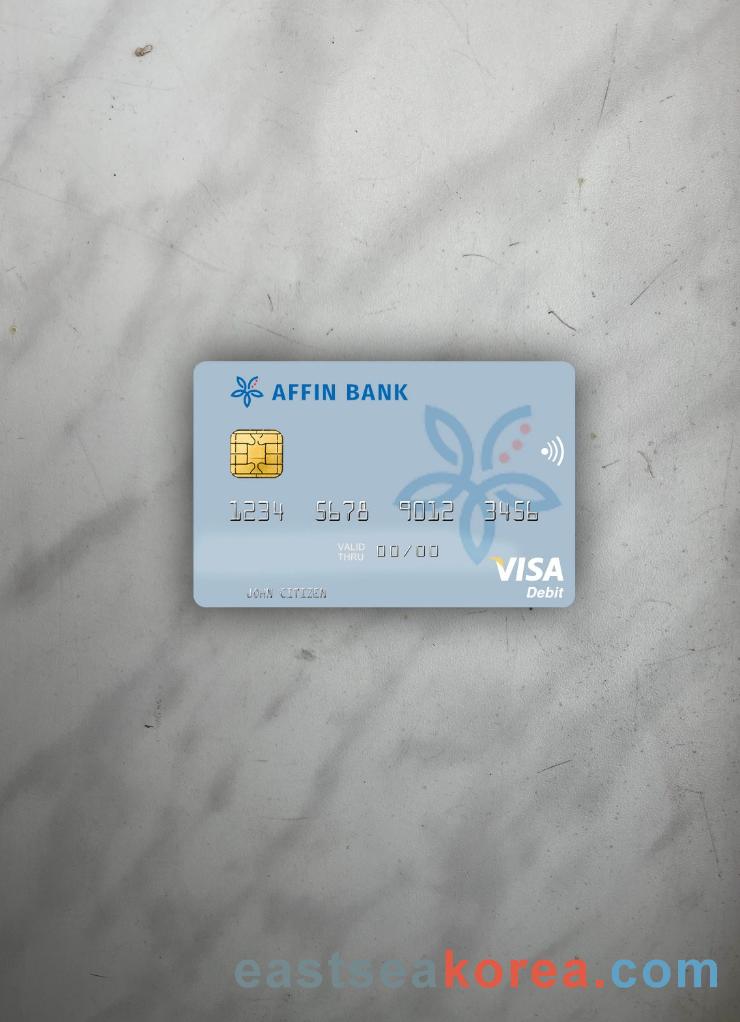 AFFIN BANK
1234 5678 9012 3456
VALID THRU 00/00
JOHN CITIZEN
VISA
Debit
eastseakorea.com